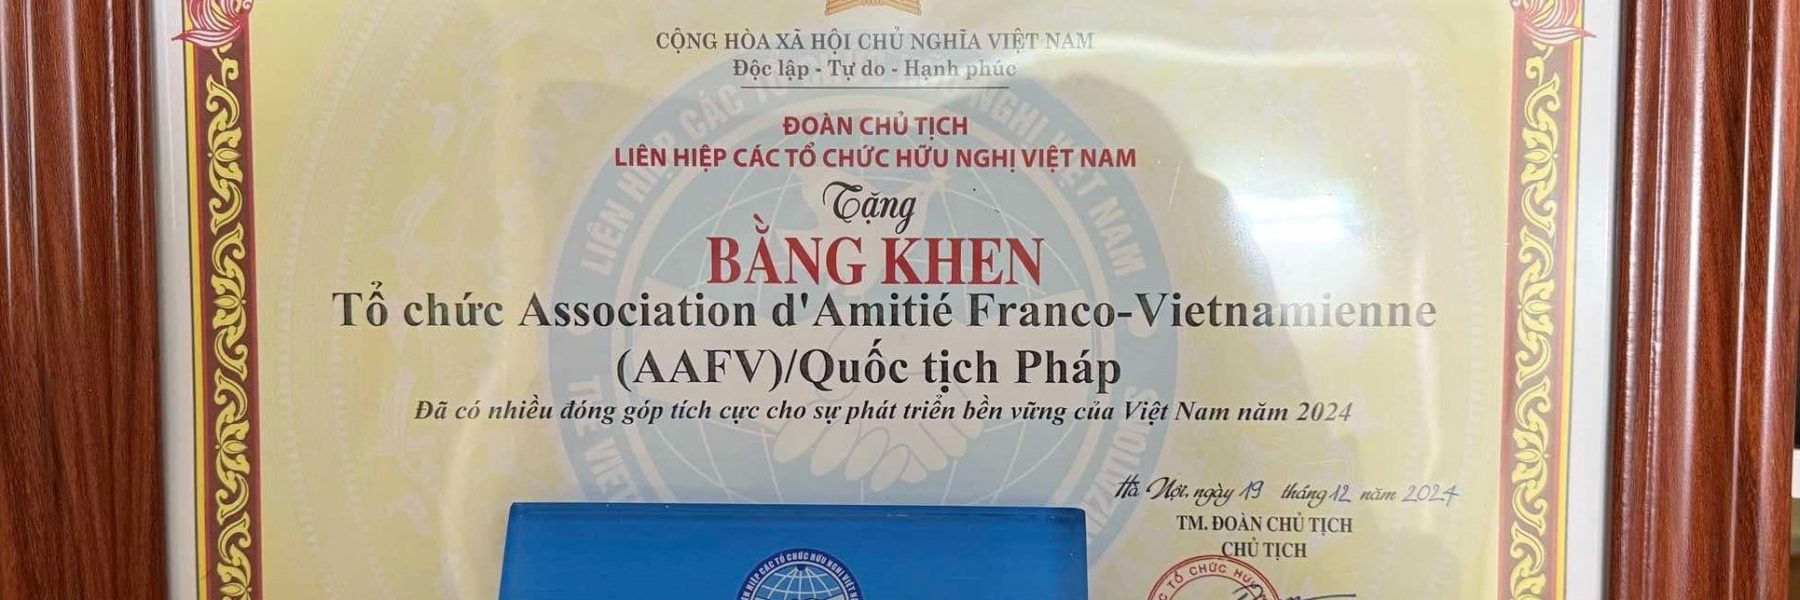 CỘNG HÒA XÃ HỘI CHỦ NGHĨA VIỆT NAM
Độc lập - Tự do - Hạnh phúc
ĐOÀN CHỦ TỊCH
LIÊN HIỆP CÁC TỔ CHỨC HỮU NGHỊ VIỆT NAM
Tặng
BẰNG KHEN
Tổ chức Association d'Amitié Franco-Vietnamienne
(AAFV)/Quốc tịch Pháp
Đã có nhiều đóng góp tích cực cho sự phát triển bền vững của Việt Nam năm 2024
Hà Nội, ngày 19 tháng 12 năm 2024
TM. ĐOÀN CHỦ TỊCH
CHỦ TỊCH